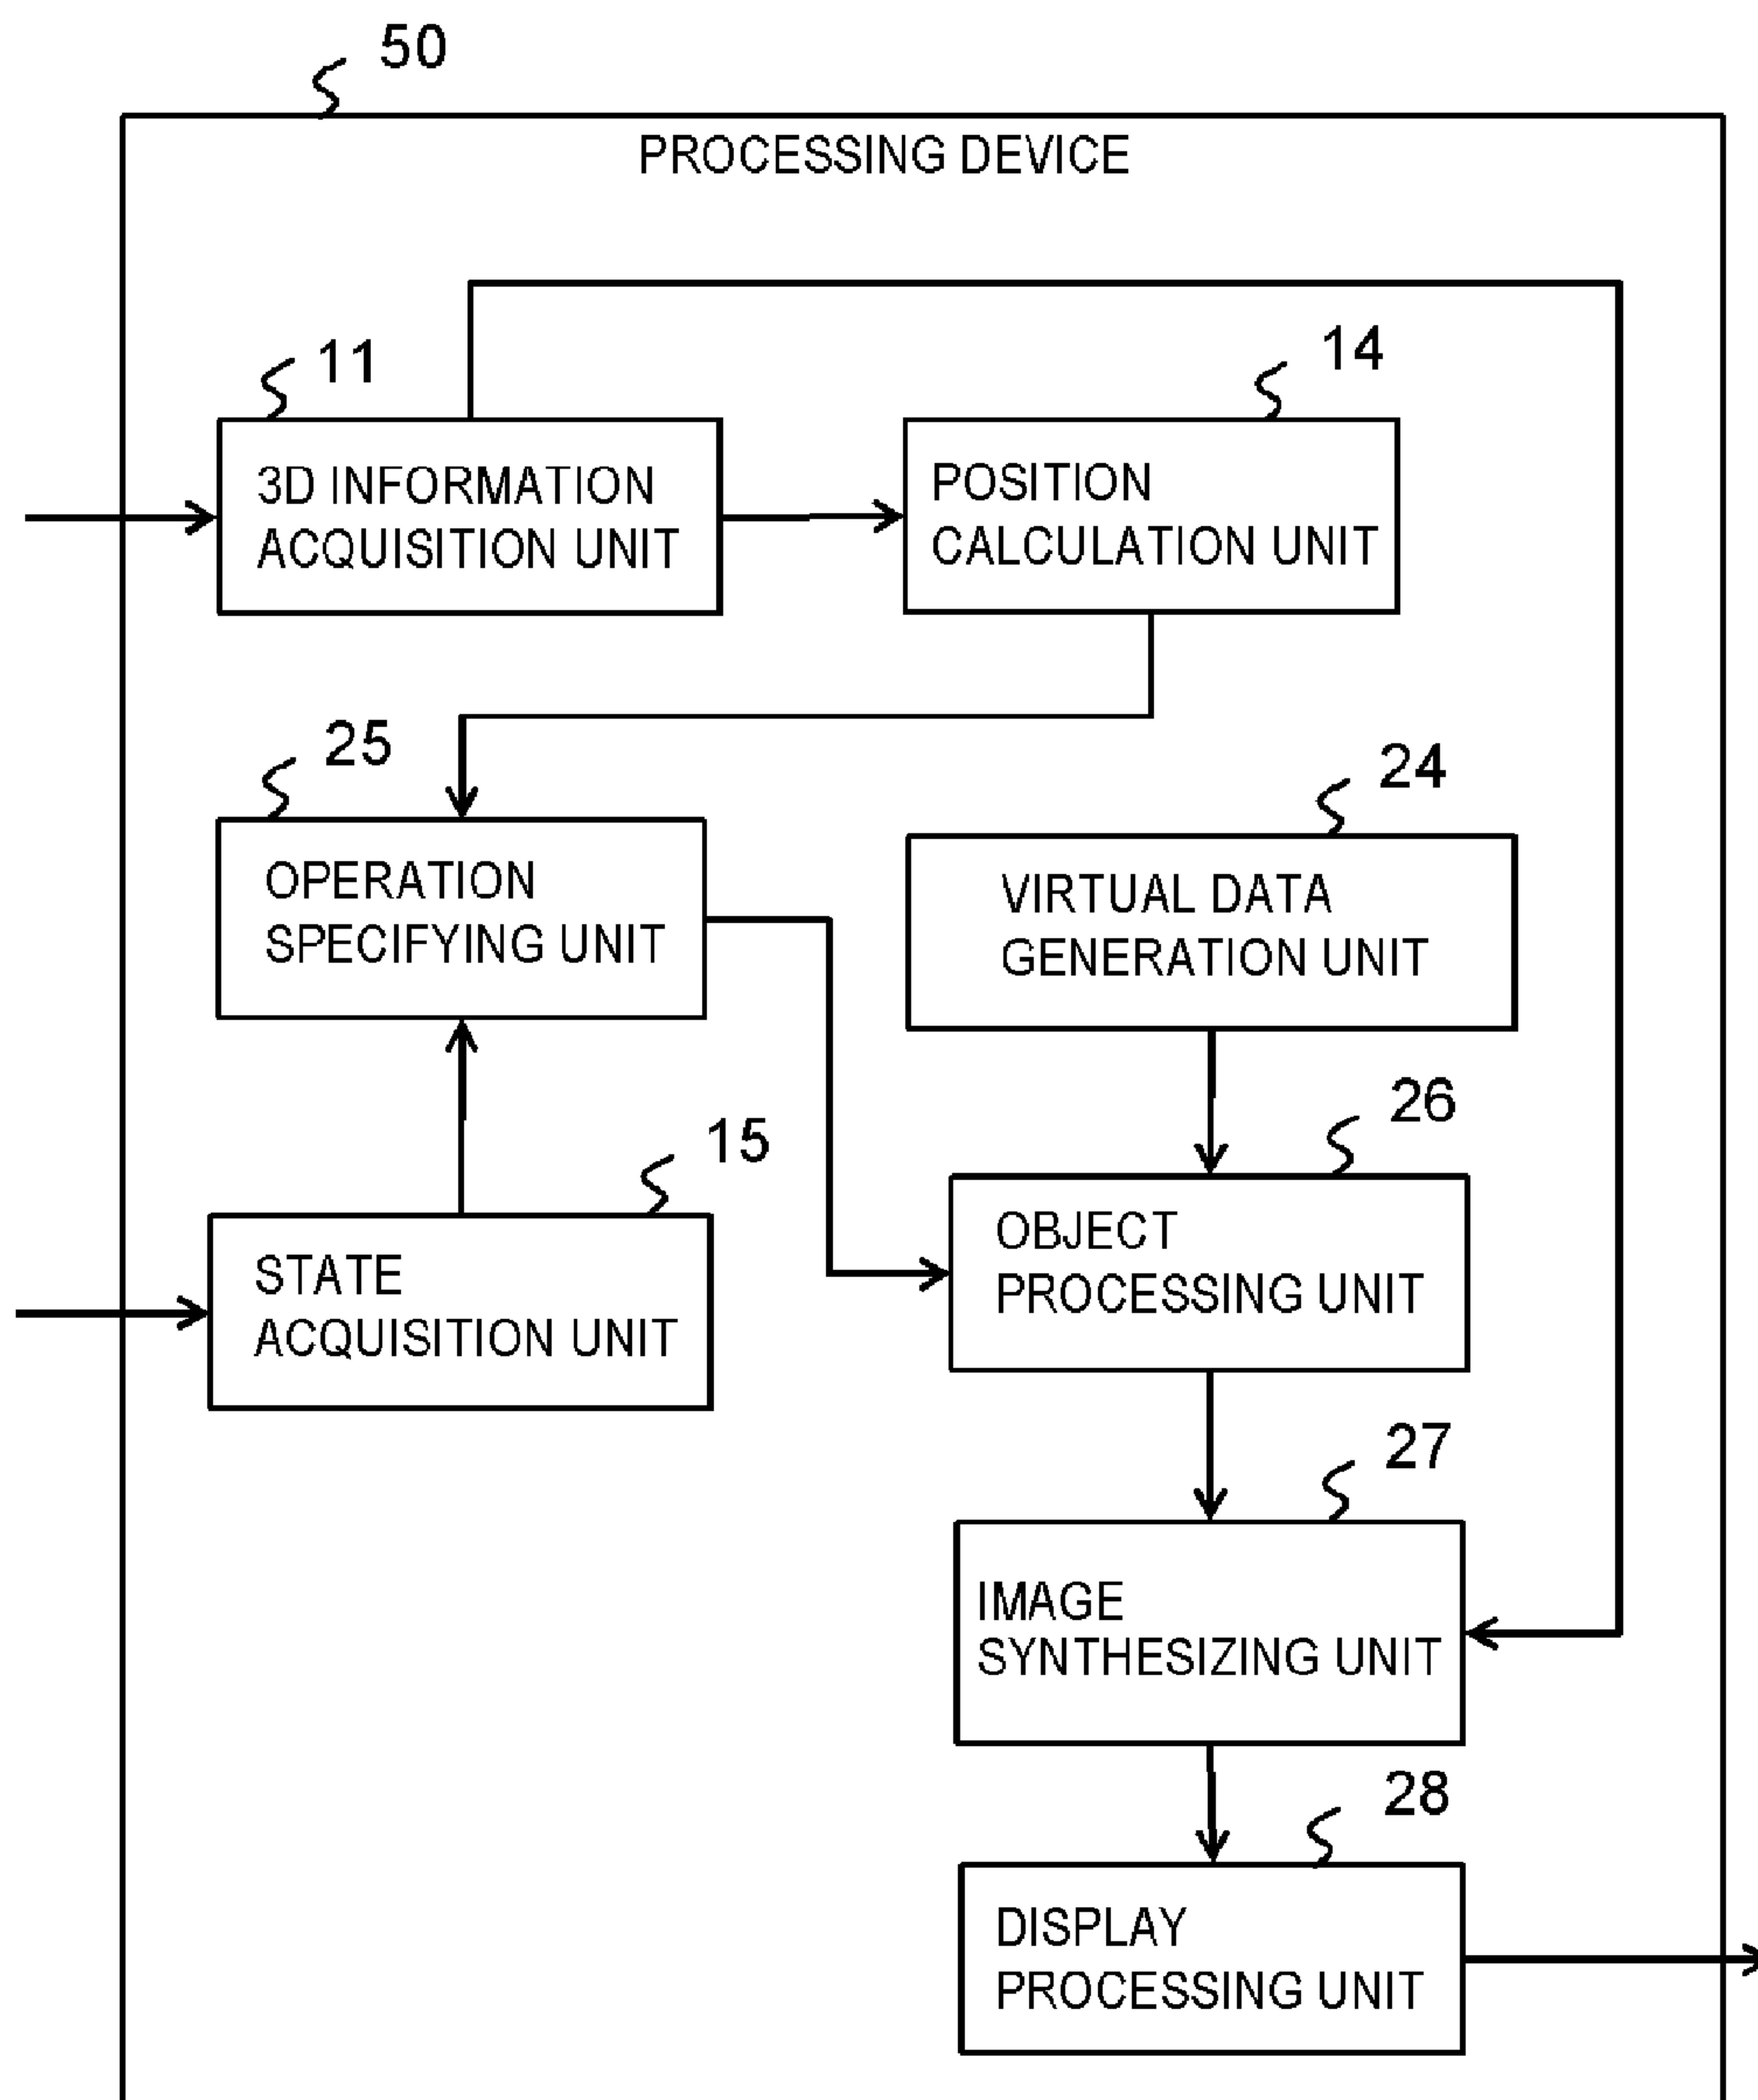 50
PROCESSING DEVICE
11
3D INFORMATION
ACQUISITION UNIT
14
POSITION
CALCULATION UNIT
25
OPERATION
SPECIFYING UNIT
24
VIRTUAL DATA
GENERATION UNIT
15
STATE
ACQUISITION UNIT
26
OBJECT
PROCESSING UNIT
27
IMAGE
SYNTHESIZING UNIT
28
DISPLAY
PROCESSING UNIT